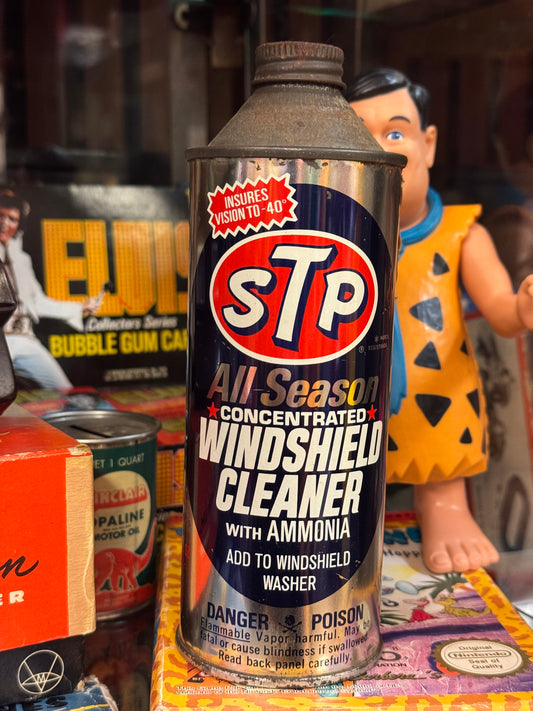 INSURES
VISION TO -40°
STP
All Season
CONCENTRATED
WINDSHIELD
CLEANER
WITH AMMONIA
ADD TO WINDSHIELD
WASHER
DANGER POISON
Flammable Vapor harmful. May be
fatal or cause blindness if swallowed.
Read back panel carefully.
ELVIS
Collectors Series
BUBBLE GUM CA
ET 1 QUART
SINCLAIR
OPALINE
MOTOR OIL
ER
Original
Nintendo
Seal of
Quality